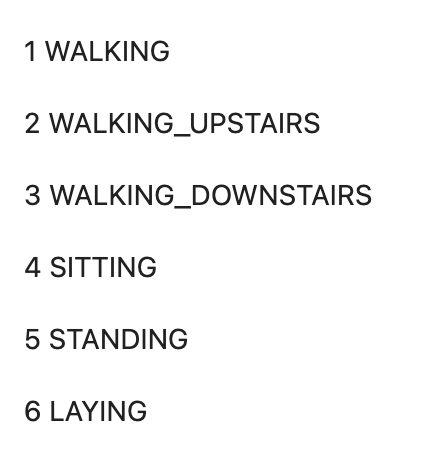 1 WALKING
2 WALKING_UPSTAIRS
3 WALKING_DOWNSTAIRS
4 SITTING
5 STANDING
6 LAYING